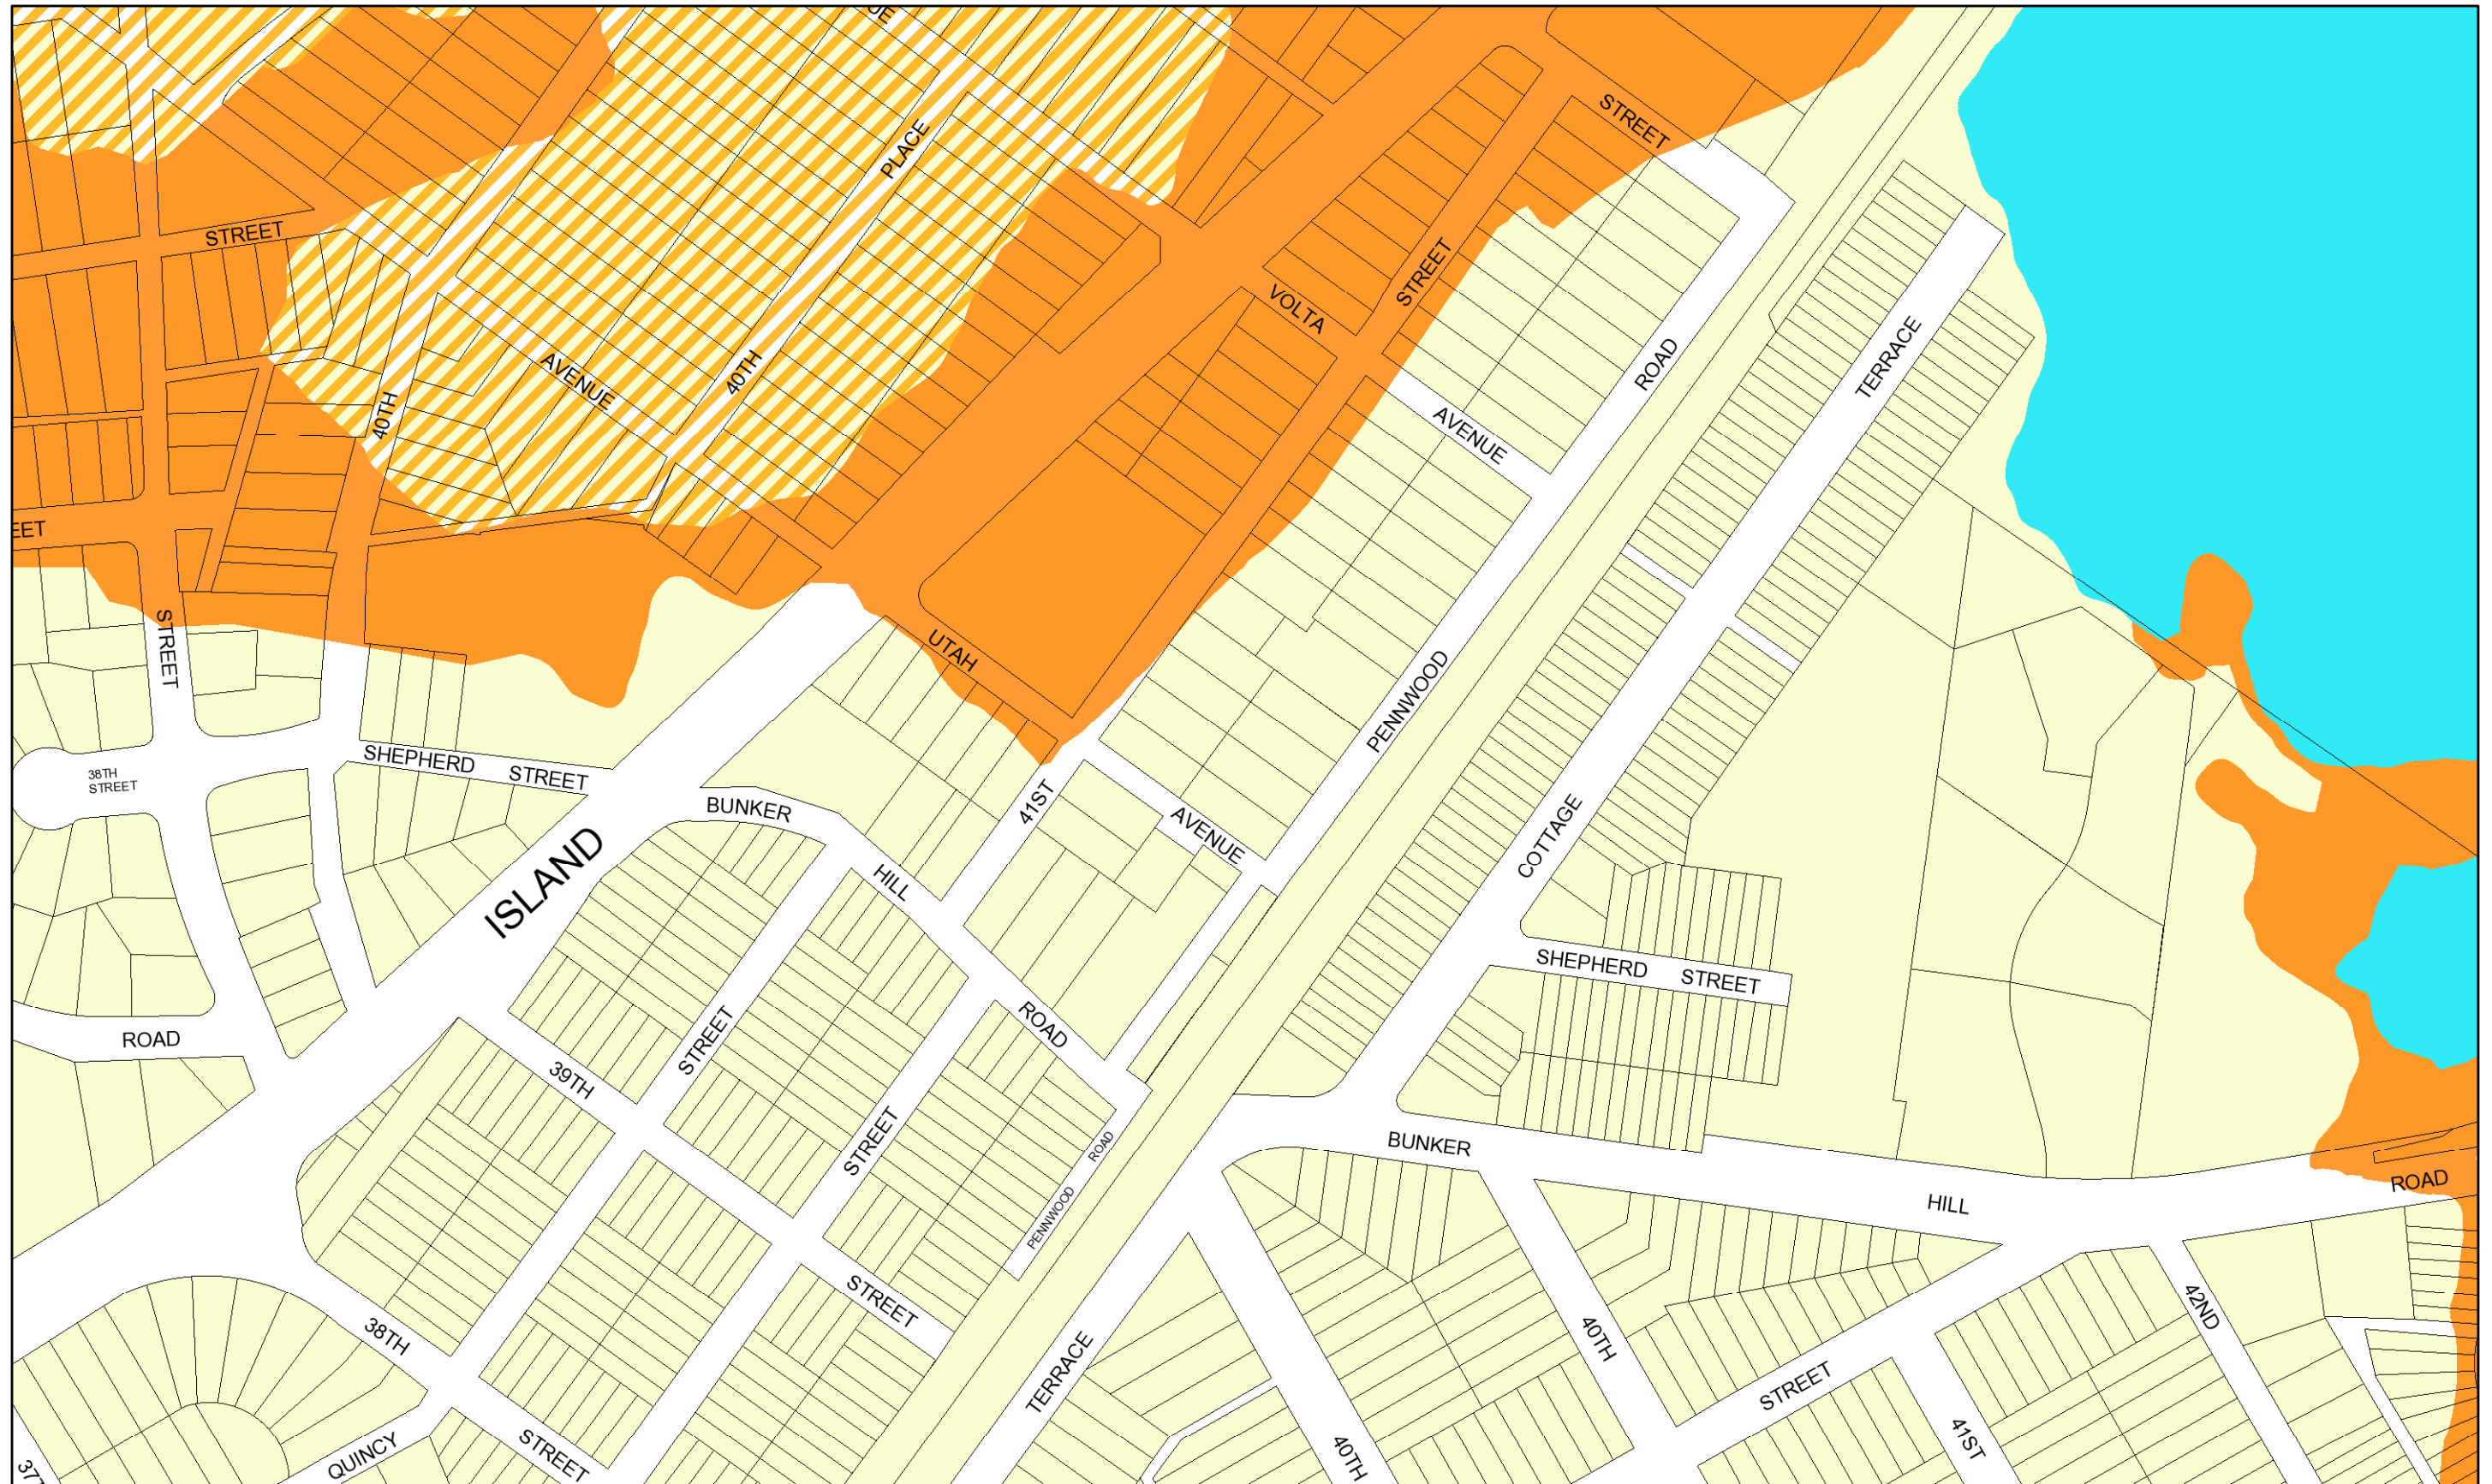 UE
STREET
PLACE
STREET
STREET
VOLTA
ROAD
TERRACE
AVENUE
40TH
40TH
AVENUE
EET
STREET
UTAH
PENNWOOD
SHEPHERD STREET
38TH
STREET
BUNKER
41ST
AVENUE
COTTAGE
ISLAND
HILL
SHEPHERD STREET
ROAD
ROAD
STREET
39TH
STREET
ROAD
PENNWOOD
BUNKER
HILL
ROAD
STREET
38TH
40TH
42ND
TERRACE
STREET
QUINCY
STREET
40TH
41ST